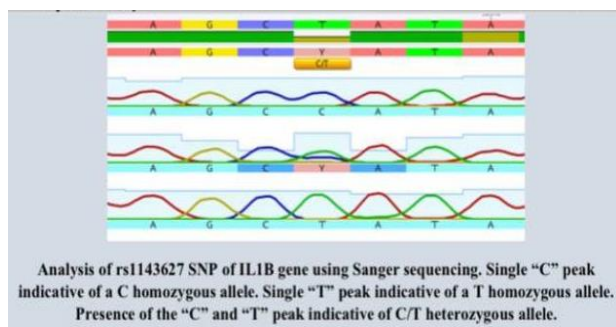 A G C T A T A
A G C Y A T A
C/T
A G C C A T A
A G C Y A T A
A G C T A T A
Analysis of rs1143627 SNP of IL1B gene using Sanger sequencing. Single “C” peak
indicative of a C homozygous allele. Single “T” peak indicative of a T homozygous allele.
Presence of the “C” and “T” peak indicative of C/T heterozygous allele.